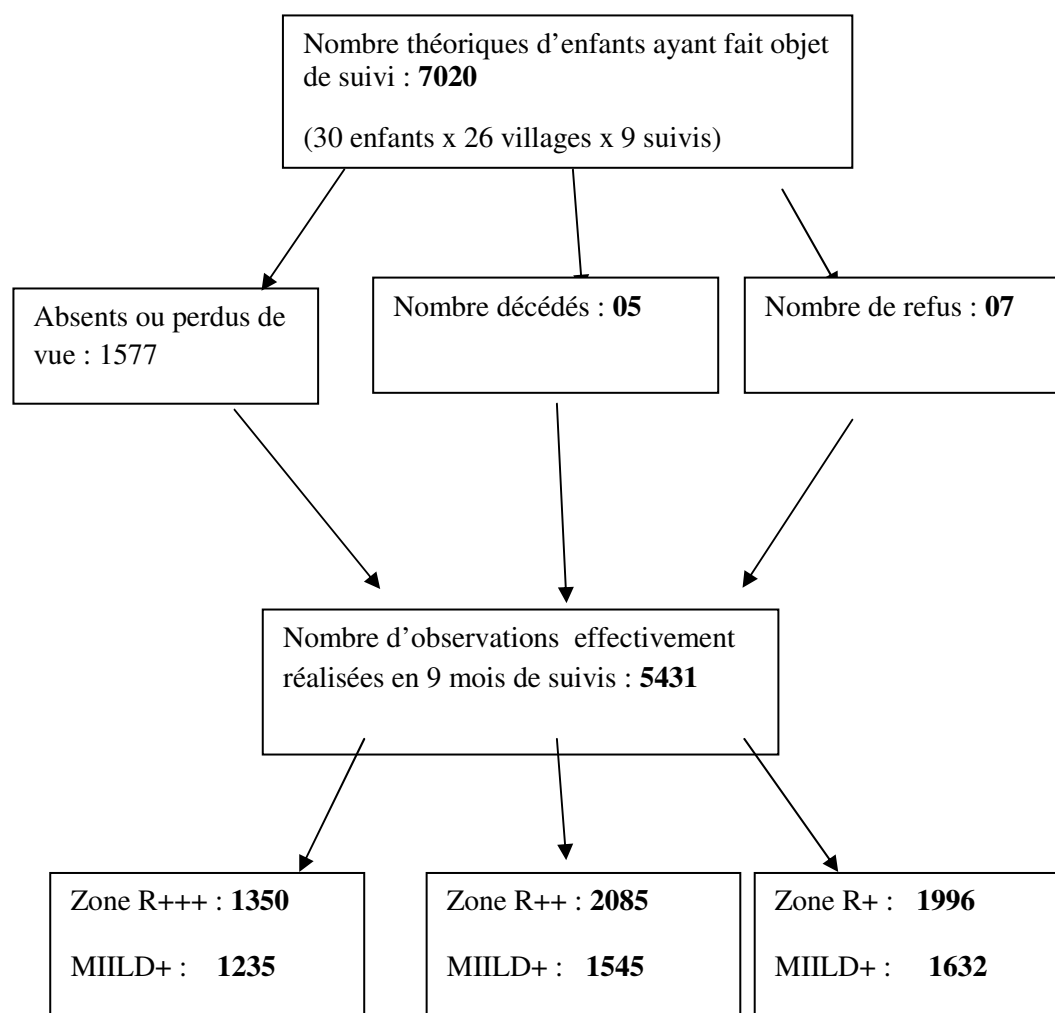 Nombre théoriques d'enfants ayant fait objet
de suivi : 7020
(30 enfants x 26 villages x 9 suivis)
Absents ou perdus de
vue : 1577
Nombre décédés : 05
Nombre de refus : 07
Nombre d'observations effectivement
réalisées en 9 mois de suivis : 5431
Zone R+++ : 1350
MIILD+ : 1235
Zone R++ : 2085
MIILD+ : 1545
Zone R+ : 1996
MIILD+ : 1632